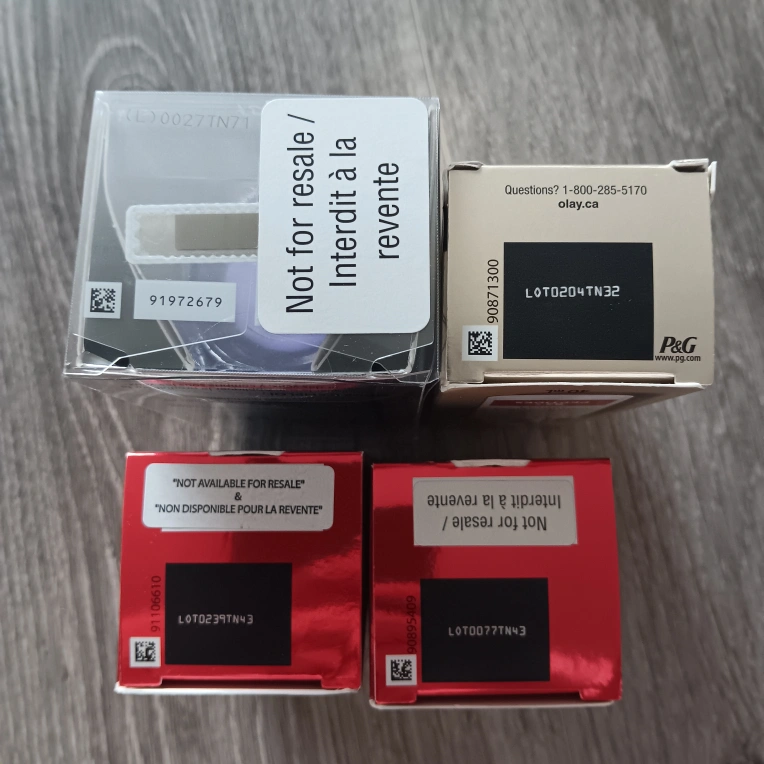 (L)0027TN71
Not for resale /
Interdit à la
revente
91972679
Questions? 1-800-285-5170
olay.ca
90871300
LOT0204TN32
P&G
www.pg.com
"NOT AVAILABLE FOR RESALE"
&
"NON DISPONIBLE POUR LA REVENTE"
91106610
LOT0239TN43
Not for resale /
Interdit à la revente
90895409
LOT0077TN43